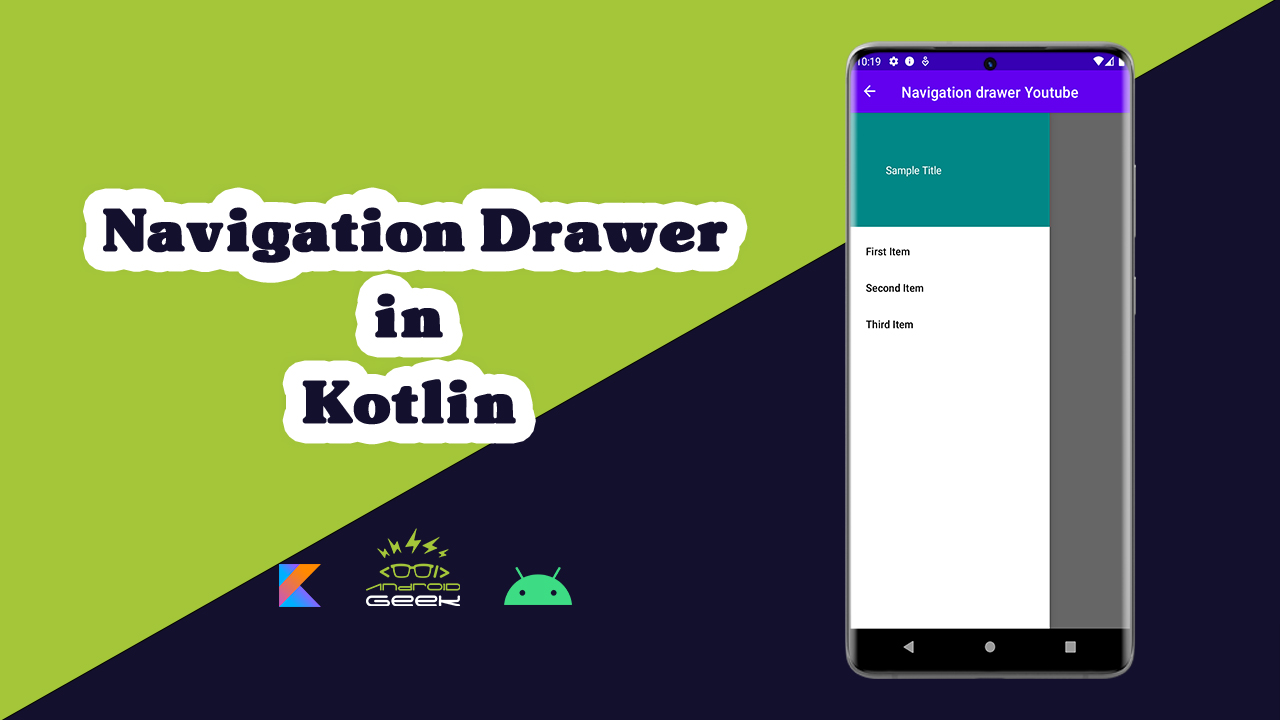 Navigation Drawer
in
Kotlin
ANDROID
GEEK
10:19
Navigation drawer Youtube
Sample Title
First Item
Second Item
Third Item